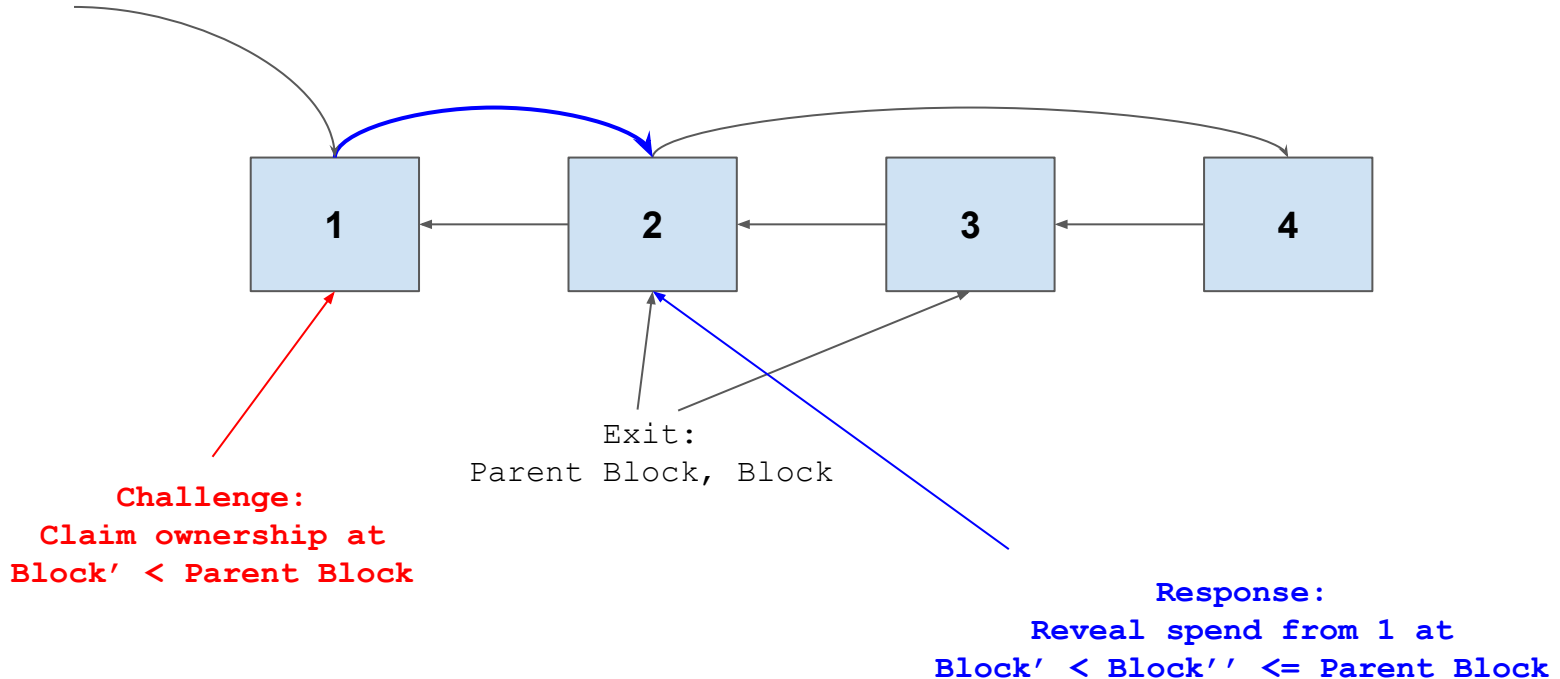 1
2
3
4
Exit:
Parent Block, Block
Challenge:
Claim ownership at
Block’ < Parent Block
Response:
Reveal spend from 1 at
Block’ < Block’’ <= Parent Block